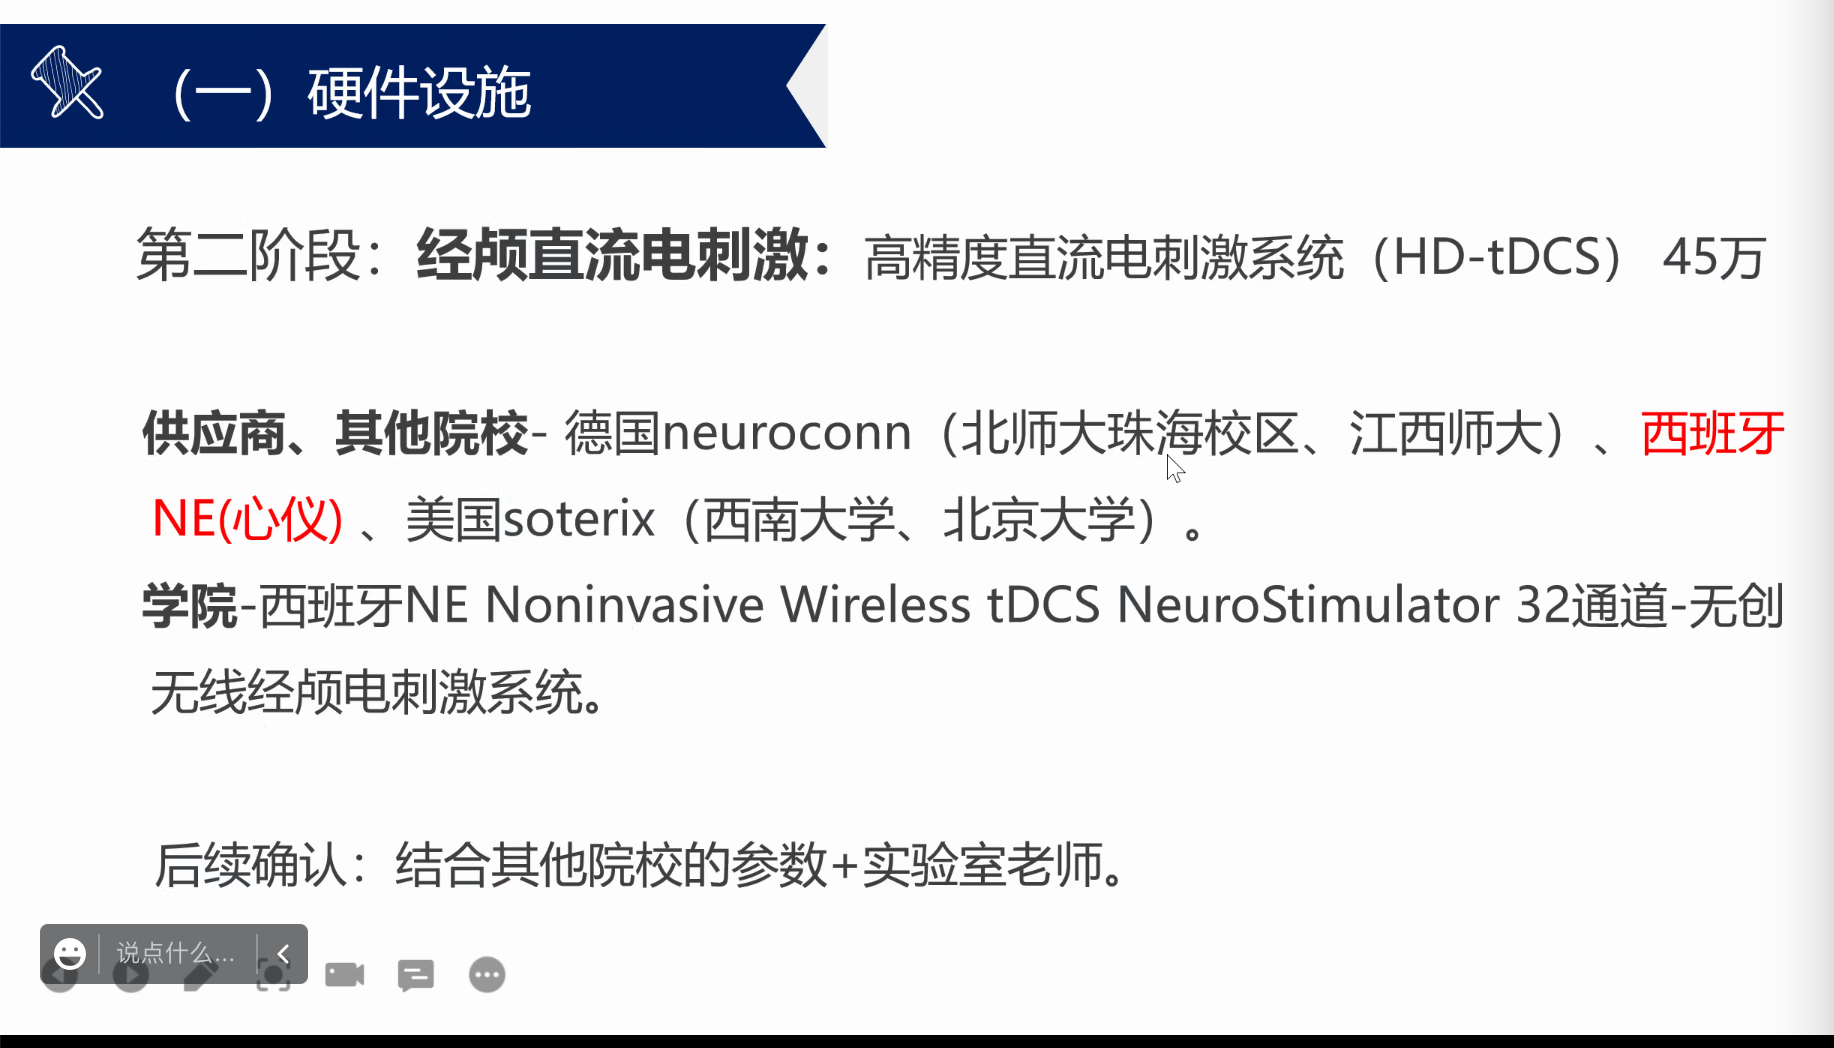 （一）硬件设施
第二阶段：经颅直流电刺激：高精度直流电刺激系统（HD-tDCS） 45万
供应商、其他院校- 德国neuroconn（北师大珠海校区、江西师大）、西班牙
NE(心仪) 、美国soterix（西南大学、北京大学）。
学院-西班牙NE Noninvasive Wireless tDCS NeuroStimulator 32通道-无创
无线经颅电刺激系统。
后续确认：结合其他院校的参数+实验室老师。
说点什么...